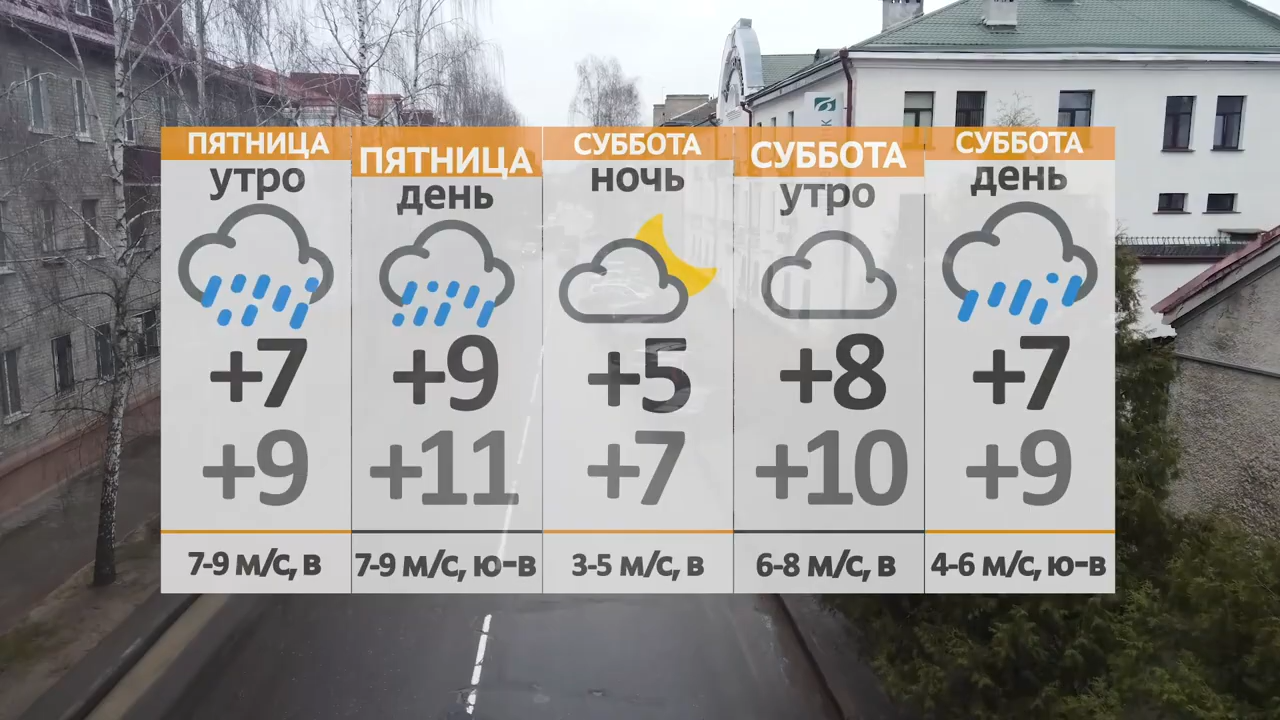 ПЯТНИЦА
утро
+7
+9
7-9 м/с, в
ПЯТНИЦА
день
+9
+11
7-9 м/с, ю-в
СУББОТА
ночь
+5
+7
3-5 м/с, в
СУББОТА
утро
+8
+10
6-8 м/с, в
СУББОТА
день
+7
+9
4-6 м/с, ю-в